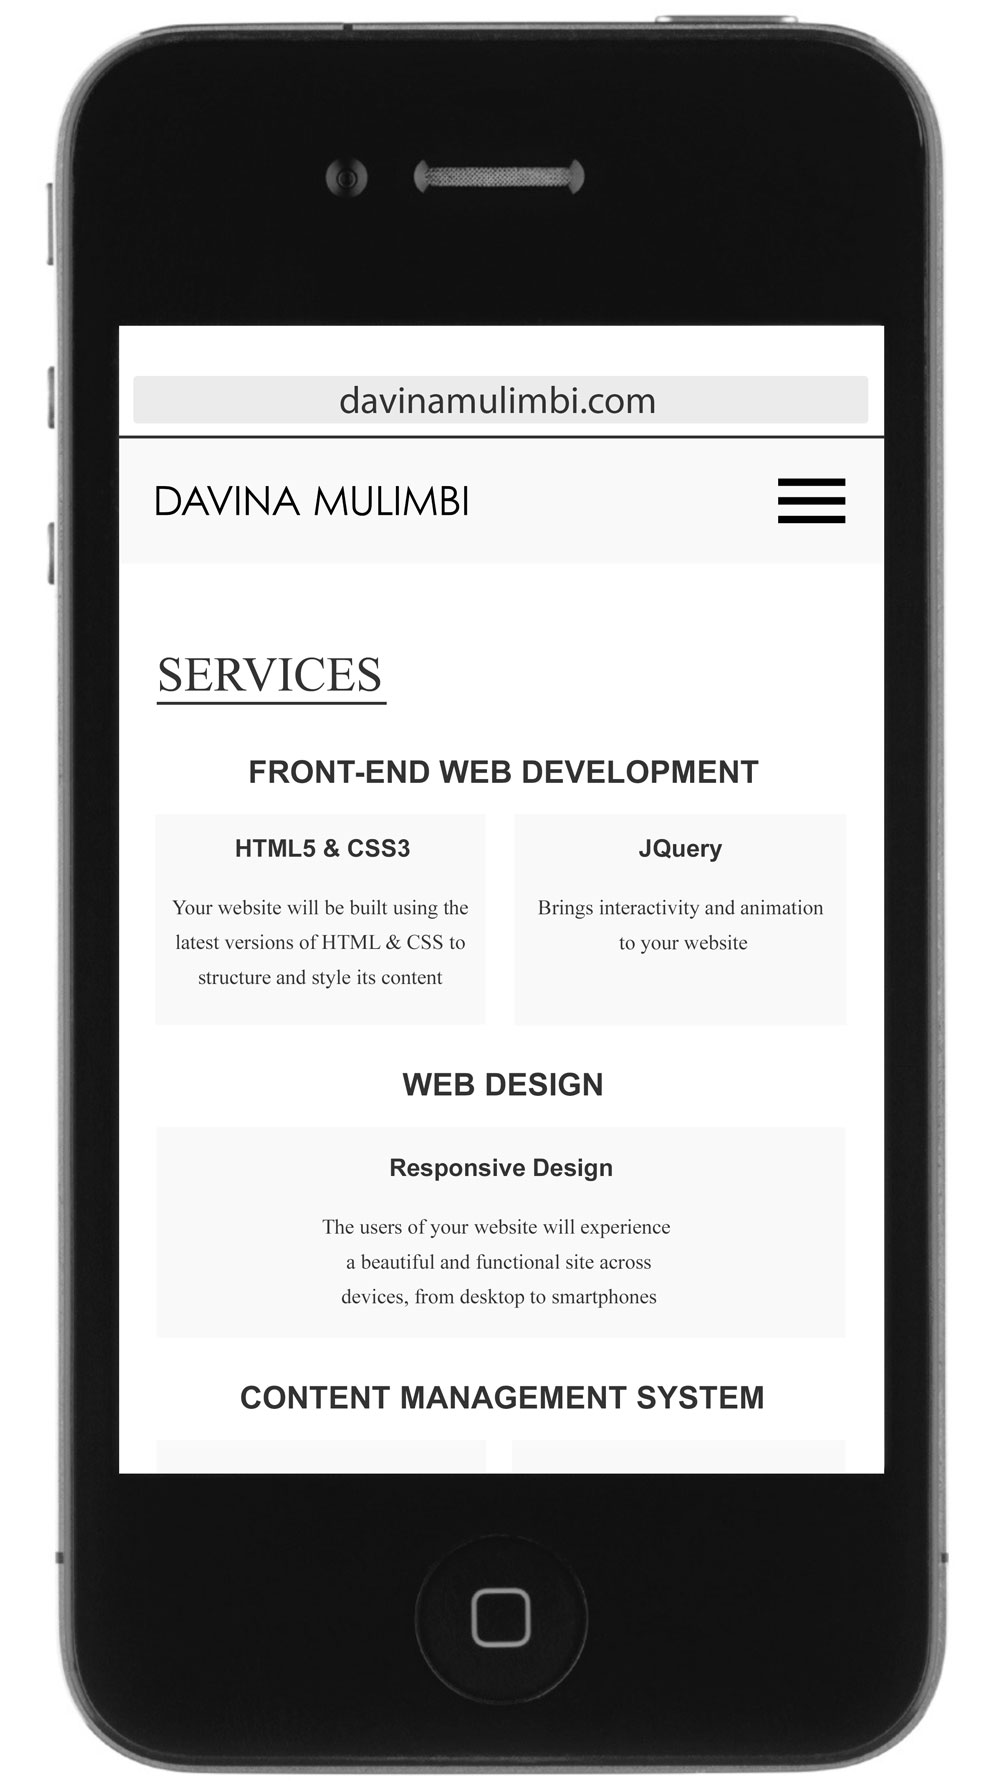 davinamulimbi.com
DAVINA MULIMBI
SERVICES
FRONT-END WEB DEVELOPMENT
HTML5 & CSS3
Your website will be built using the
latest versions of HTML & CSS to
structure and style its content
JQuery
Brings interactivity and animation
to your website
WEB DESIGN
Responsive Design
The users of your website will experience
a beautiful and functional site across
devices, from desktop to smartphones
CONTENT MANAGEMENT SYSTEM